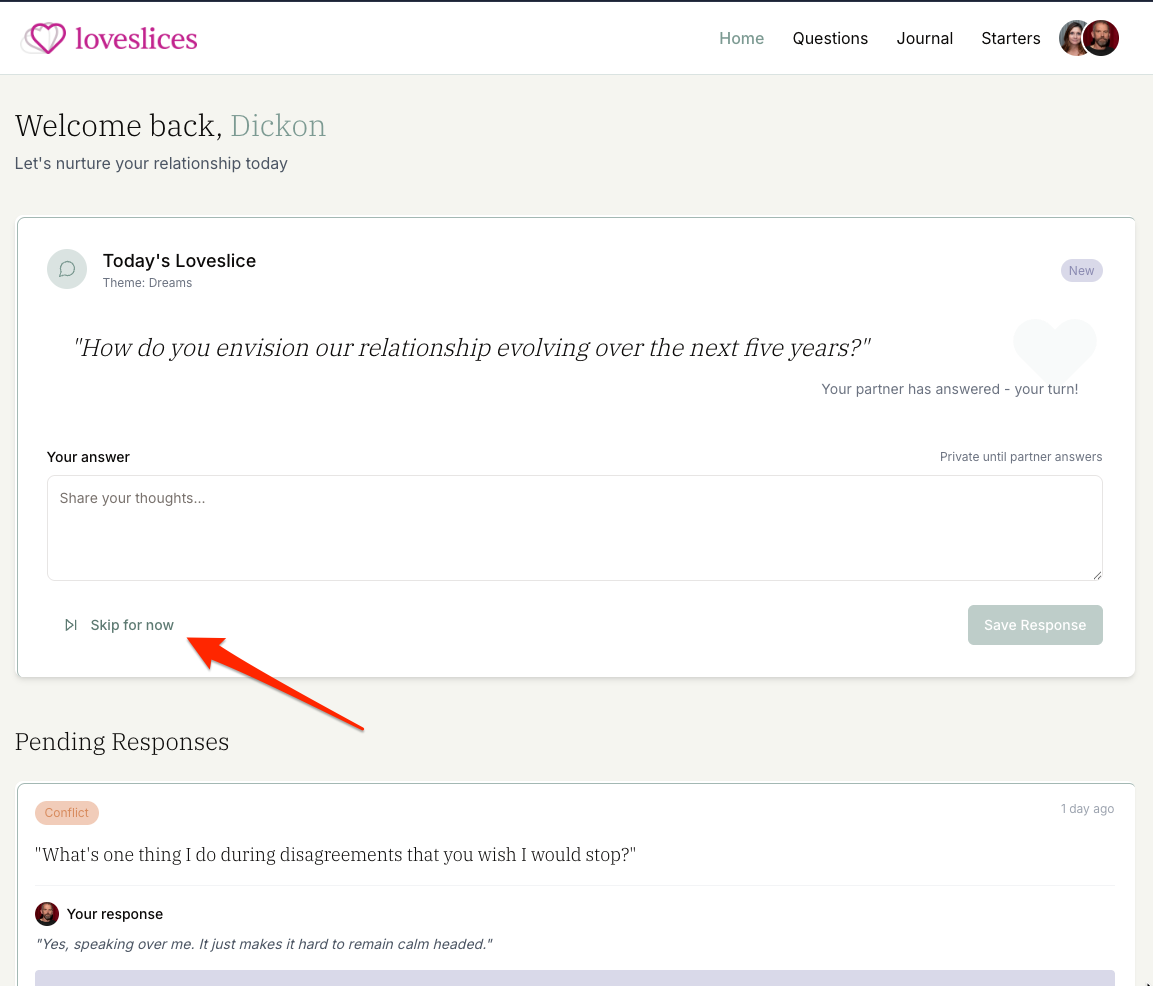 loveslices
Home Questions Journal Starters
Welcome back, Dickon
Let's nurture your relationship today
Today's Loveslice
Theme: Dreams
New
"How do you envision our relationship evolving over the next five years?"
Your partner has answered - your turn!
Your answer
Private until partner answers
Share your thoughts...
Skip for now
Save Response
Pending Responses
Conflict
1 day ago
"What's one thing I do during disagreements that you wish I would stop?"
Your response
"Yes, speaking over me. It just makes it hard to remain calm headed."